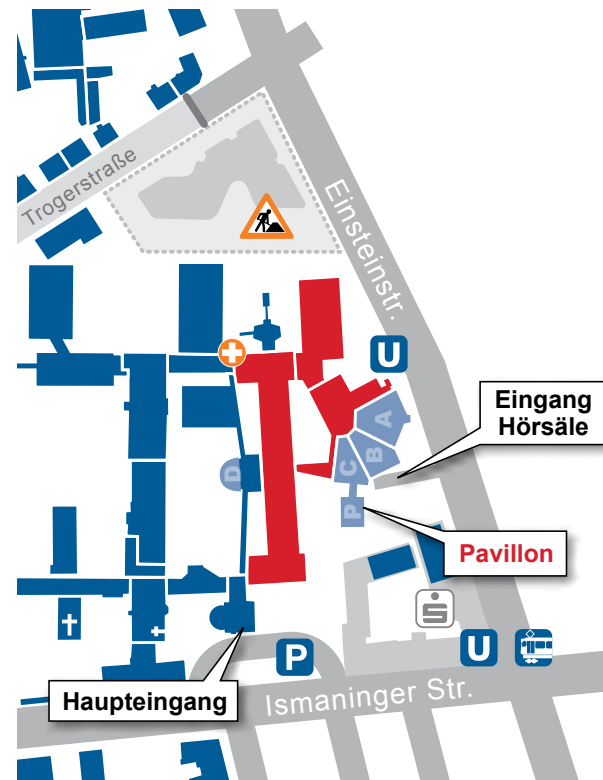 Trogerstraße
Einsteinstr.
U
Eingang
Hörsäle
A
B
C
D
P
Pavillon
S
U
P
Haupteingang
Ismaninger Str.